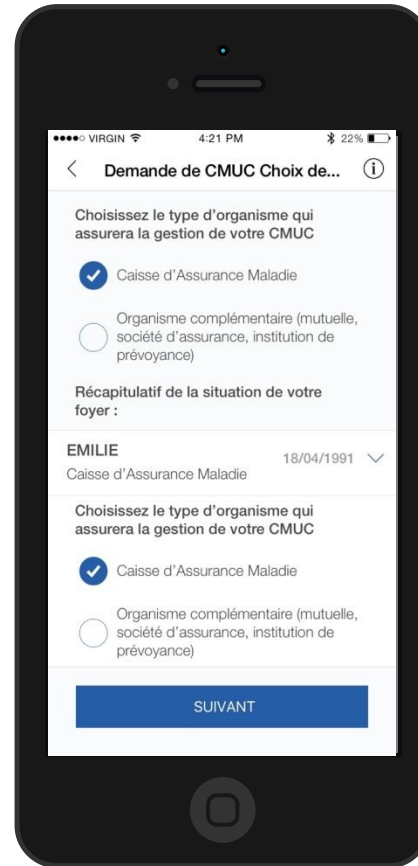 VIRGIN 4:21 PM 22%
Demande de CMUC Choix de...
Choisissez le type d'organisme qui
assurera la gestion de votre CMUC
Caisse d'Assurance Maladie
Organisme complémentaire (mutuelle,
société d'assurance, institution de
prévoyance)
Récapitulatif de la situation de votre
foyer :
EMILIE 18/04/1991
Caisse d'Assurance Maladie
Choisissez le type d'organisme qui
assurera la gestion de votre CMUC
Caisse d'Assurance Maladie
Organisme complémentaire (mutuelle,
société d'assurance, institution de
prévoyance)
SUIVANT